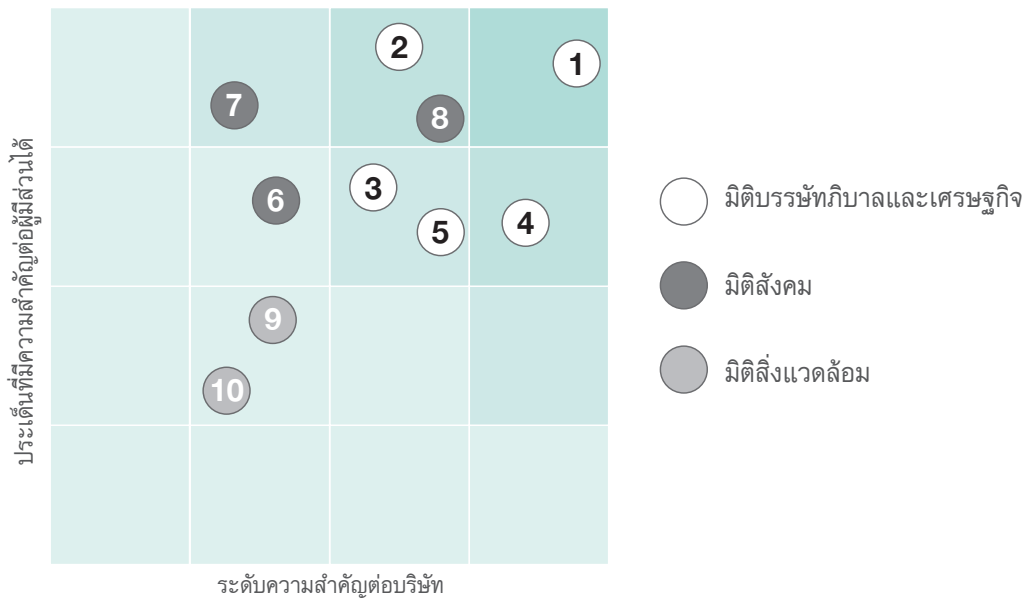 ประเด็นที่มีความสำคัญต่อผู้มีส่วนได้
2
1
7
8
3
6
5
4
9
10
มิติบรรษัทภิบาลและเศรษฐกิจ
มิติสังคม
มิติสิ่งแวดล้อม
ระดับความสำคัญต่อบริษัท